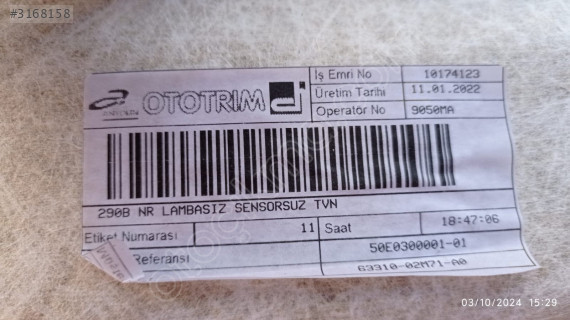 #3168158
OTOTRIM
İş Emri No 10174123
Üretim Tarihi 11.01.2022
Operatör No 9050MA
290B NR LAMBASIZ SENSORSUZ TVN
Etiket Numarası 11 Saat 18:47:06
Referansı 50E0300001-01
63310-02M71-A0
03/10/2024 15:29